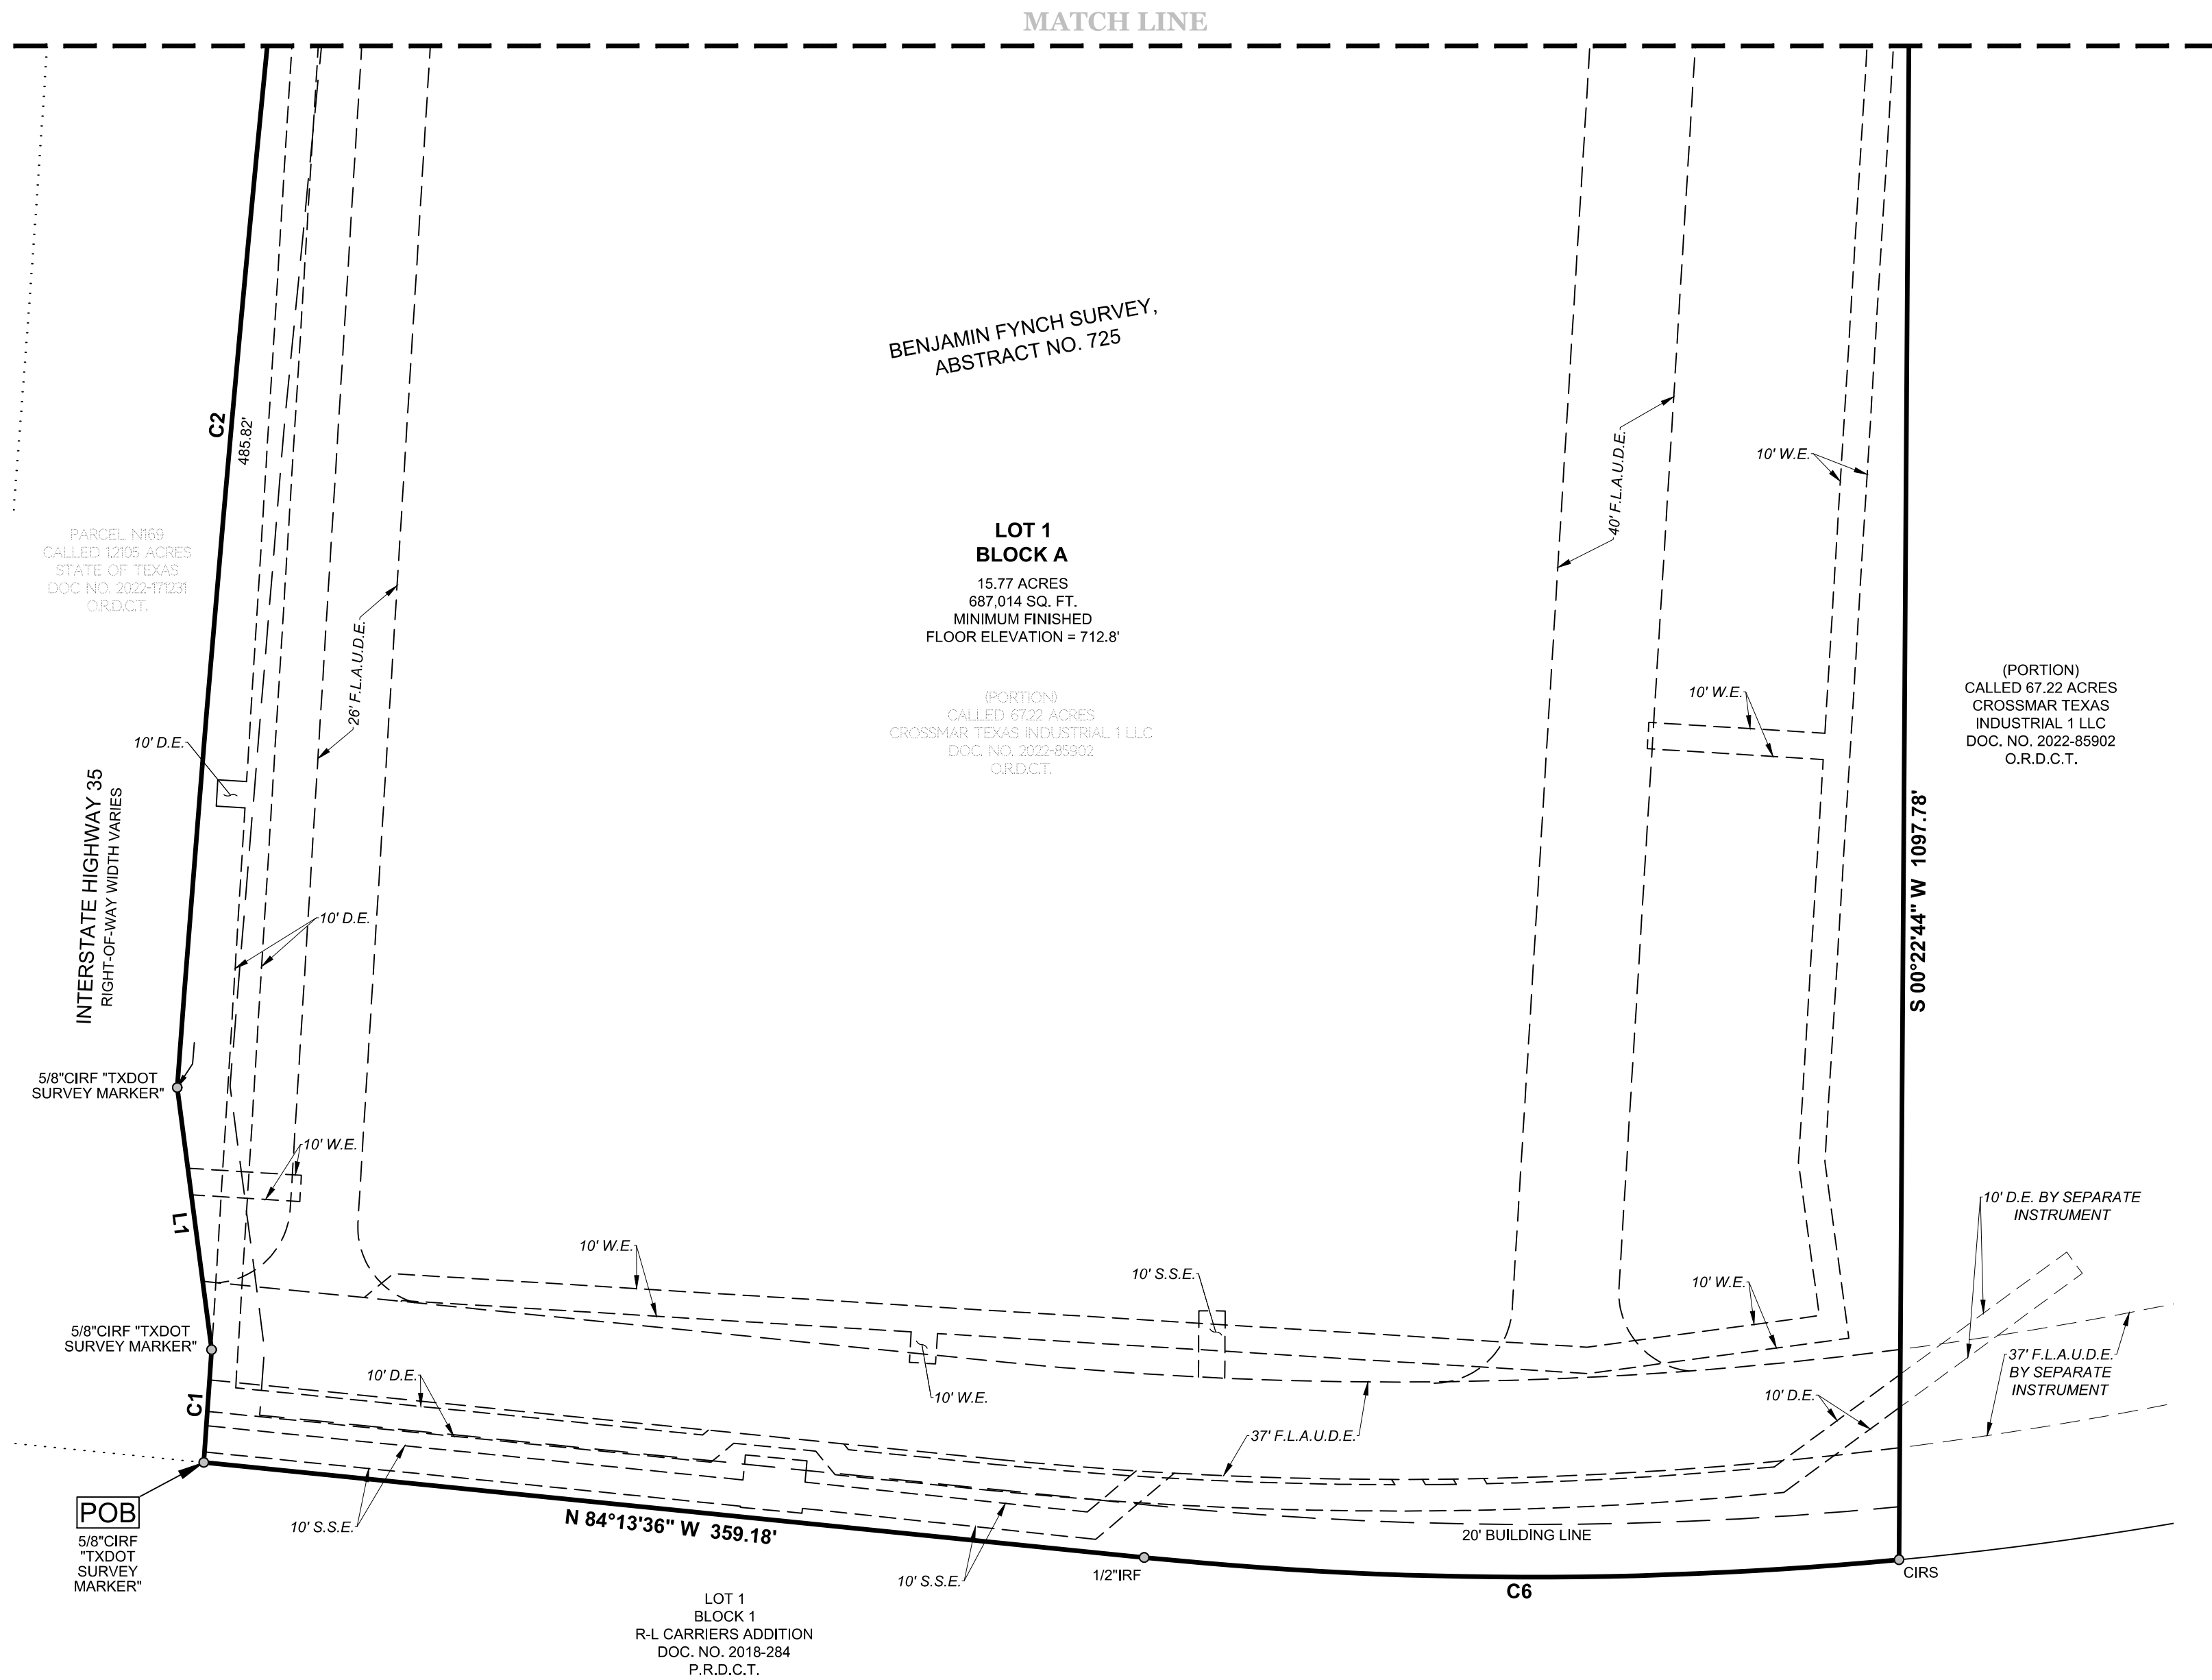 MATCH LINE
BENJAMIN FYNCH SURVEY,
ABSTRACT NO. 725
C2
485.82'
40' F.L.A.U.D.E.
10' W.E.
PARCEL N169
CALLED 1.2105 ACRES
STATE OF TEXAS
DOC NO. 2022-171231
O.R.D.C.T.
LOT 1
BLOCK A
15.77 ACRES
687,014 SQ. FT.
MINIMUM FINISHED
FLOOR ELEVATION = 712.8'
26' F.L.A.U.D.E.
(PORTION)
CALLED 67.22 ACRES
CROSSMAR TEXAS INDUSTRIAL 1 LLC
DOC. NO. 2022-85902
O.R.D.C.T.
10' W.E.
(PORTION)
CALLED 67.22 ACRES
CROSSMAR TEXAS
INDUSTRIAL 1 LLC
DOC. NO. 2022-85902
O.R.D.C.T.
10' D.E.
INTERSTATE HIGHWAY 35
RIGHT-OF-WAY WIDTH VARIES
10' D.E.
S 00°22'44" W 1097.78'
5/8"CIRF "TXDOT
SURVEY MARKER"
10' W.E.
L1
10' W.E.
10' S.S.E.
10' W.E.
10' D.E. BY SEPARATE
INSTRUMENT
5/8"CIRF "TXDOT
SURVEY MARKER"
10' D.E.
10' W.E.
10' D.E.
37' F.L.A.U.D.E.
BY SEPARATE
INSTRUMENT
C1
37' F.L.A.U.D.E.
POB
5/8"CIRF
"TXDOT
SURVEY
MARKER"
10' S.S.E.
N 84°13'36" W 359.18'
20' BUILDING LINE
10' S.S.E.
1/2"IRF
C6
CIRS
LOT 1
BLOCK 1
R-L CARRIERS ADDITION
DOC. NO. 2018-284
P.R.D.C.T.